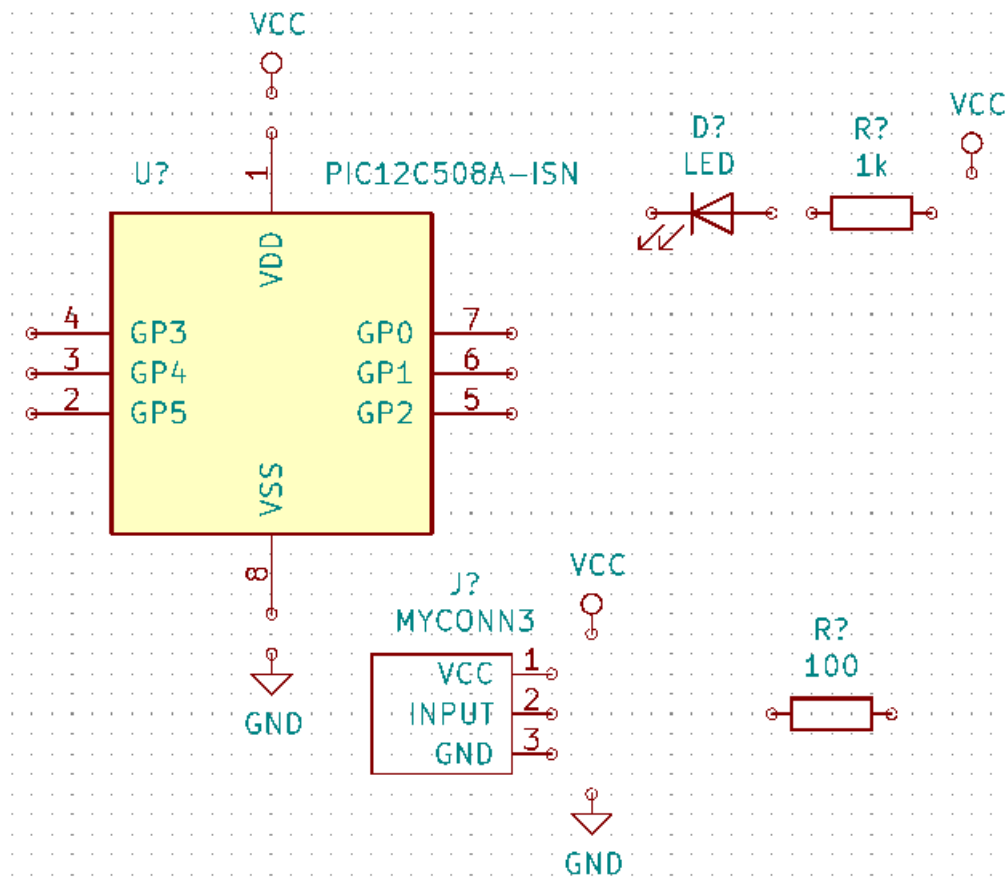 VCC
U?
1
PIC12C508A-ISN
VDD
4 GP3
3 GP4
2 GP5
GP0 7
GP1 6
GP2 5
VSS
8
GND
D?
LED
R?
1k
VCC
J?
MYCONN3
VCC 1
INPUT 2
GND 3
VCC
GND
R?
100